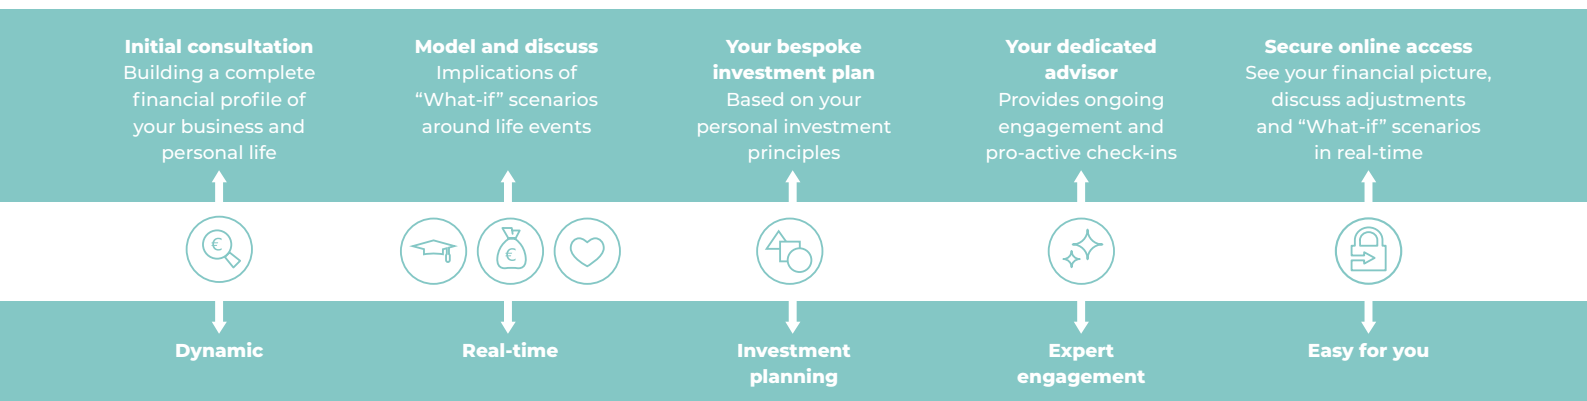 Initial consultation
Building a complete
financial profile of
your business and
personal life
Model and discuss
Implications of
“What-if” scenarios
around life events
Your bespoke
investment plan
Based on your
personal investment
principles
Your dedicated
advisor
Provides ongoing
engagement and
pro-active check-ins
Secure online access
See your financial picture,
discuss adjustments
and “What-if” scenarios
in real-time
€
€
Dynamic
Real-time
Investment
planning
Expert
engagement
Easy for you